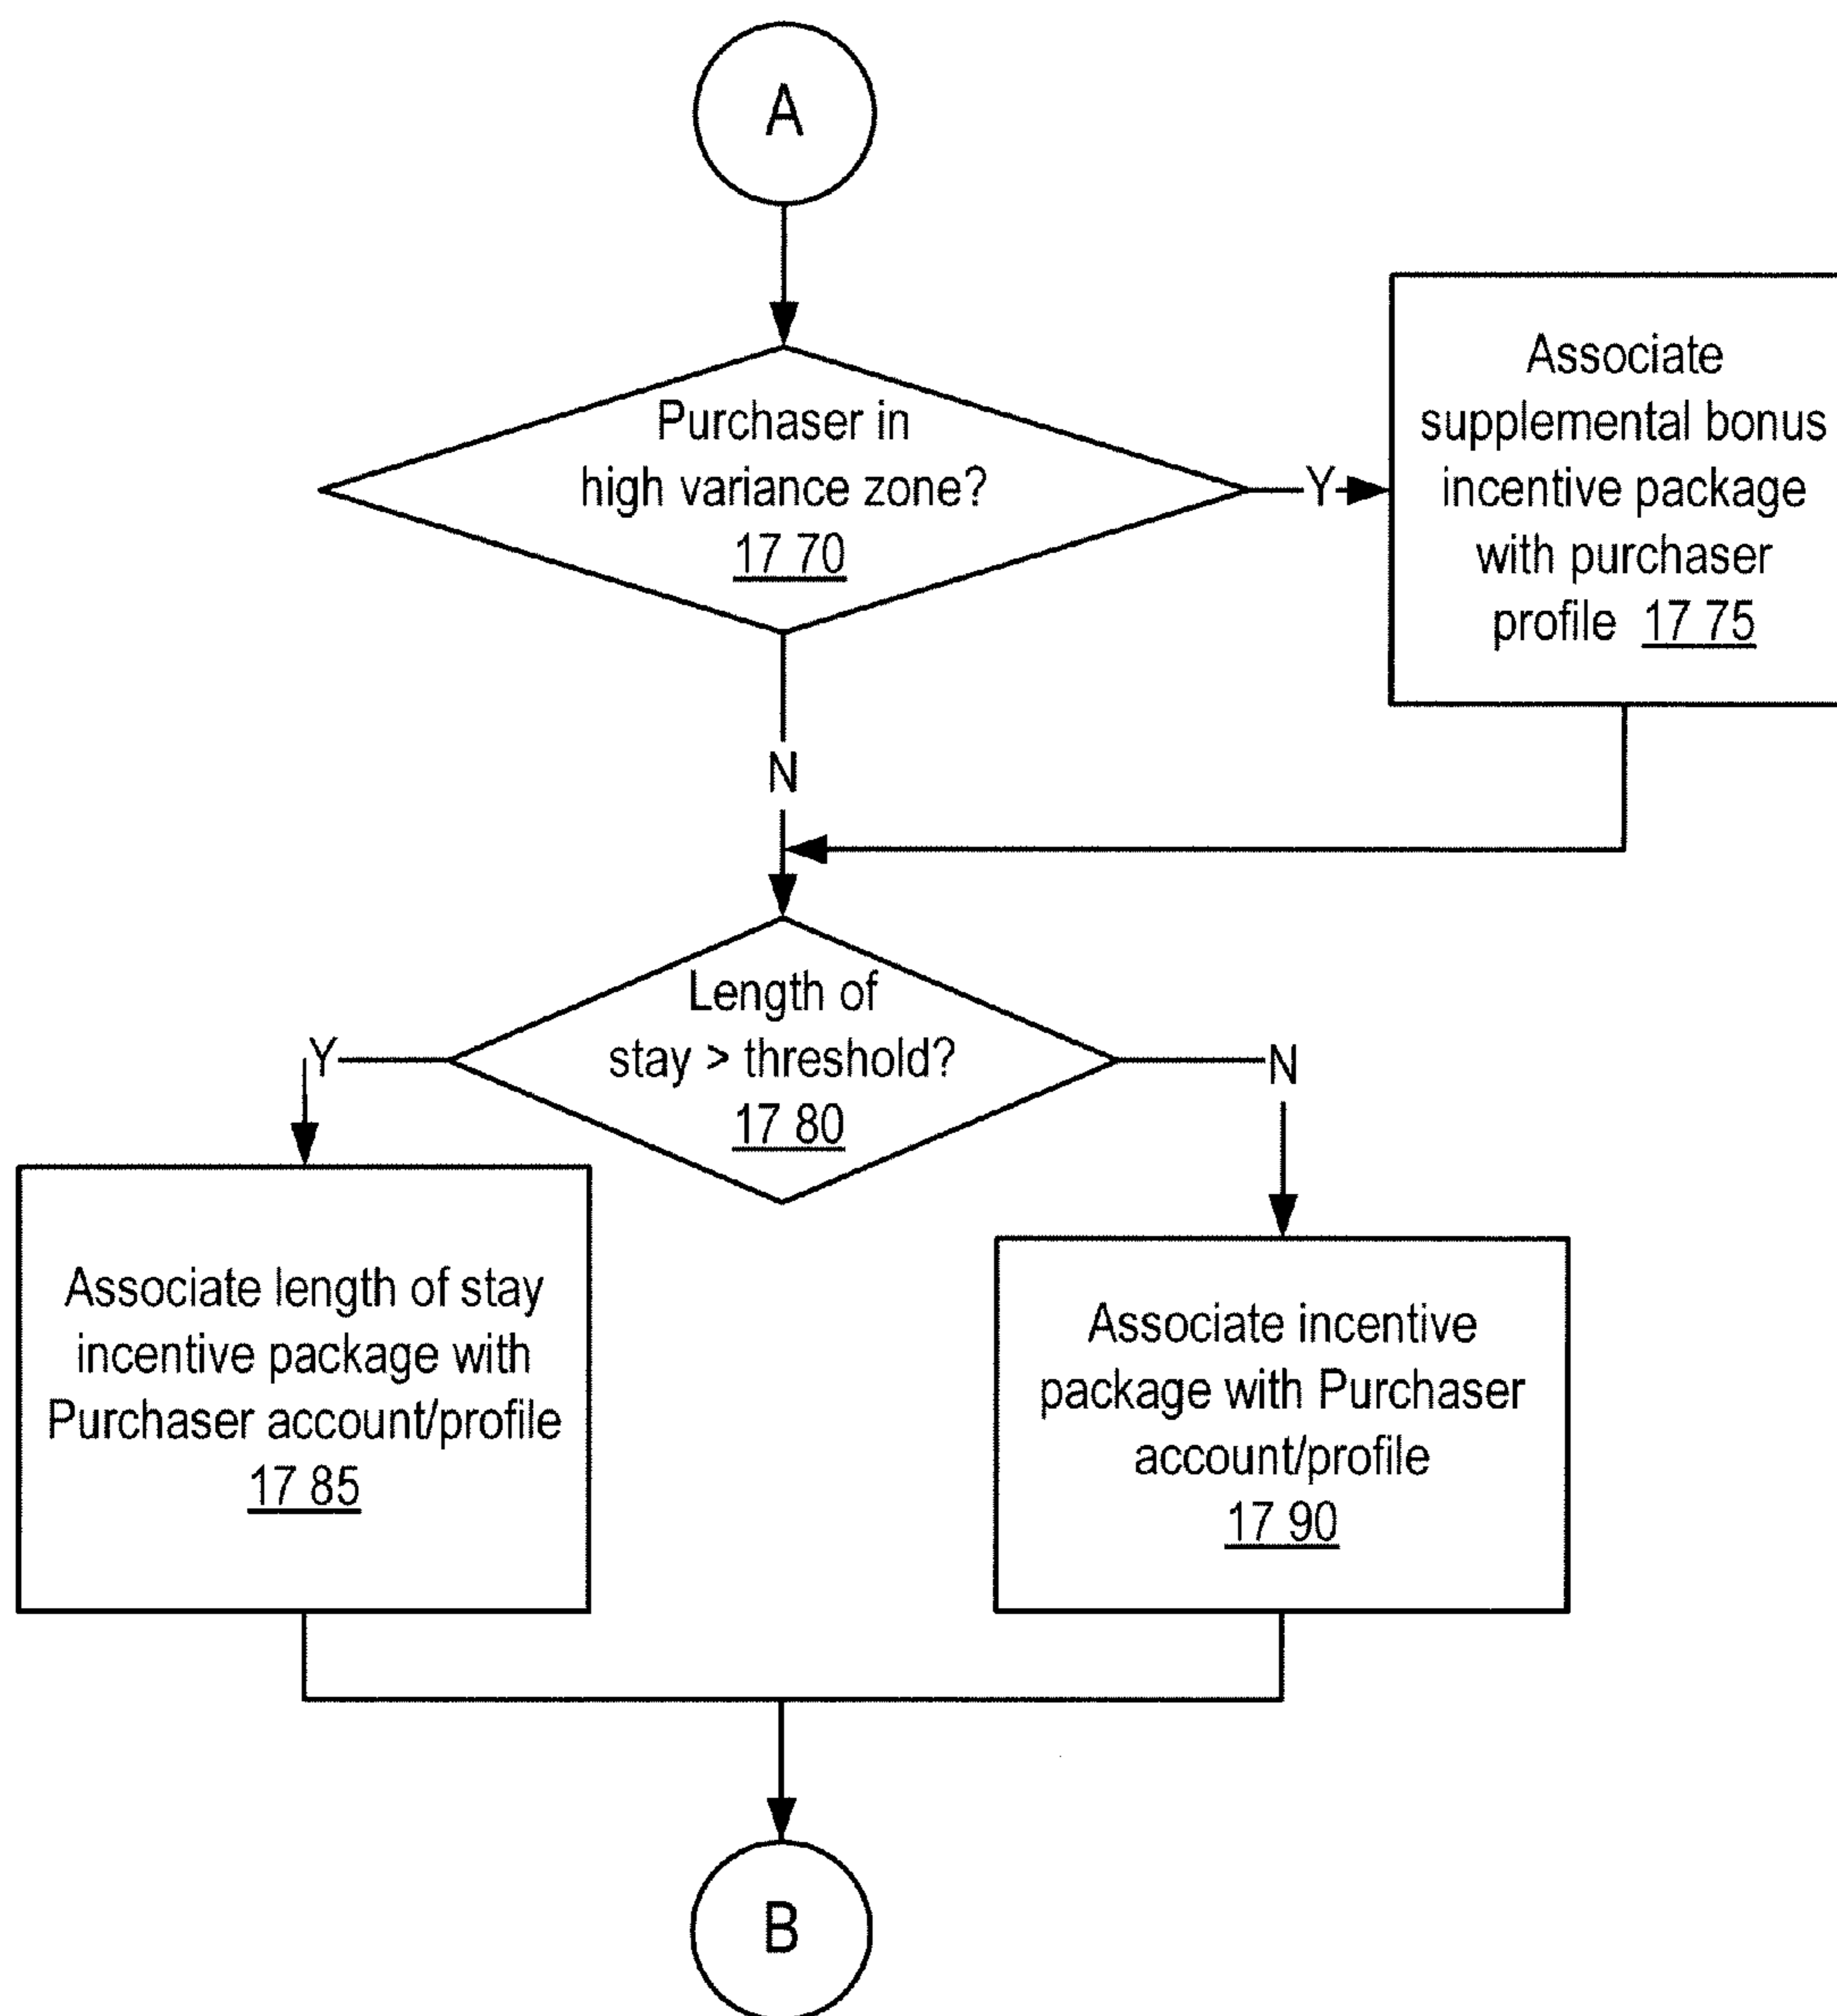 A
Purchaser in
high variance zone?
17 70
Y
Associate
supplemental bonus
incentive package
with purchaser
profile 17 75
N
Length of
stay > threshold?
17 80
Y
N
Associate length of stay
incentive package with
Purchaser account/profile
17 85
Associate incentive
package with Purchaser
account/profile
17 90
B